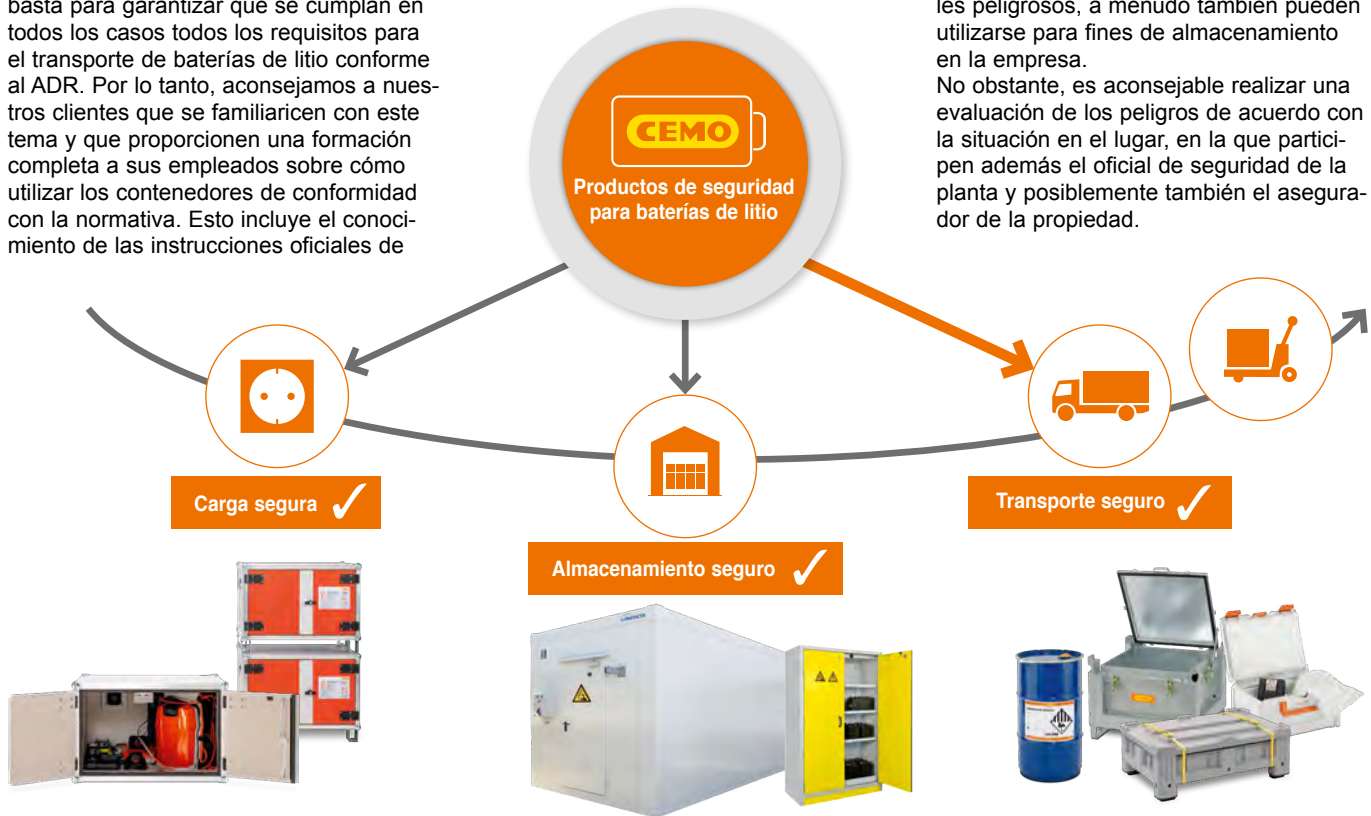 basta para garantizar que se cumplan en
todos los casos todos los requisitos para
el transporte de baterías de litio conforme
al ADR. Por lo tanto, aconsejamos a nues-
tros clientes que se familiaricen con este
tema y que proporcionen una formación
completa a sus empleados sobre cómo
utilizar los contenedores de conformidad
con la normativa. Esto incluye el conoci-
miento de las instrucciones oficiales de
les peligrosos, a menudo también pueden
utilizarse para fines de almacenamiento
en la empresa.
No obstante, es aconsejable realizar una
evaluación de los peligros de acuerdo con
la situación en el lugar, en la que partici-
pen además el oficial de seguridad de la
planta y posiblemente también el asegura-
dor de la propiedad.
CEMO
Productos de seguridad
para baterías de litio
Carga segura
Almacenamiento seguro
Transporte seguro